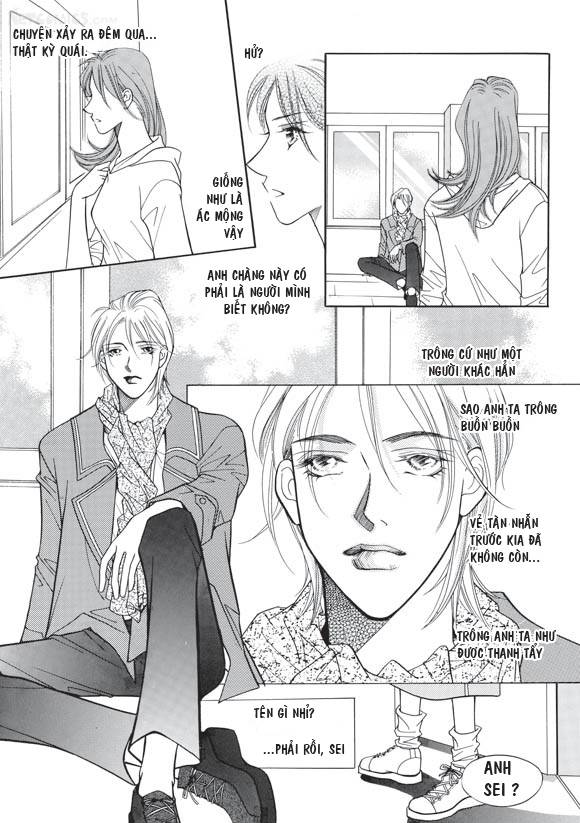 CHUYỆN XẢY RA ĐÊM QUA...
THẬT KỲ QUÁI.
HỬ?
GIỐNG
NHƯ LÀ
ÁC MỘNG
VẬY
ANH CHÀNG NÀY CÓ
PHẢI LÀ NGƯỜI MÌNH
BIẾT KHÔNG?
TRÔNG CỨ NHƯ MỘT
NGƯỜI KHÁC HẲN
SAO ANH TA TRÔNG
BUỒN BUỒN
VẺ TÀN NHẪN
TRƯỚC KIA ĐÃ
KHÔNG CÒN...
TRÔNG ANH TA NHƯ
ĐƯỢC THANH TẨY
TÊN GÌ NHỈ?
...PHẢI RỒI, SEI
ANH
SEI ?